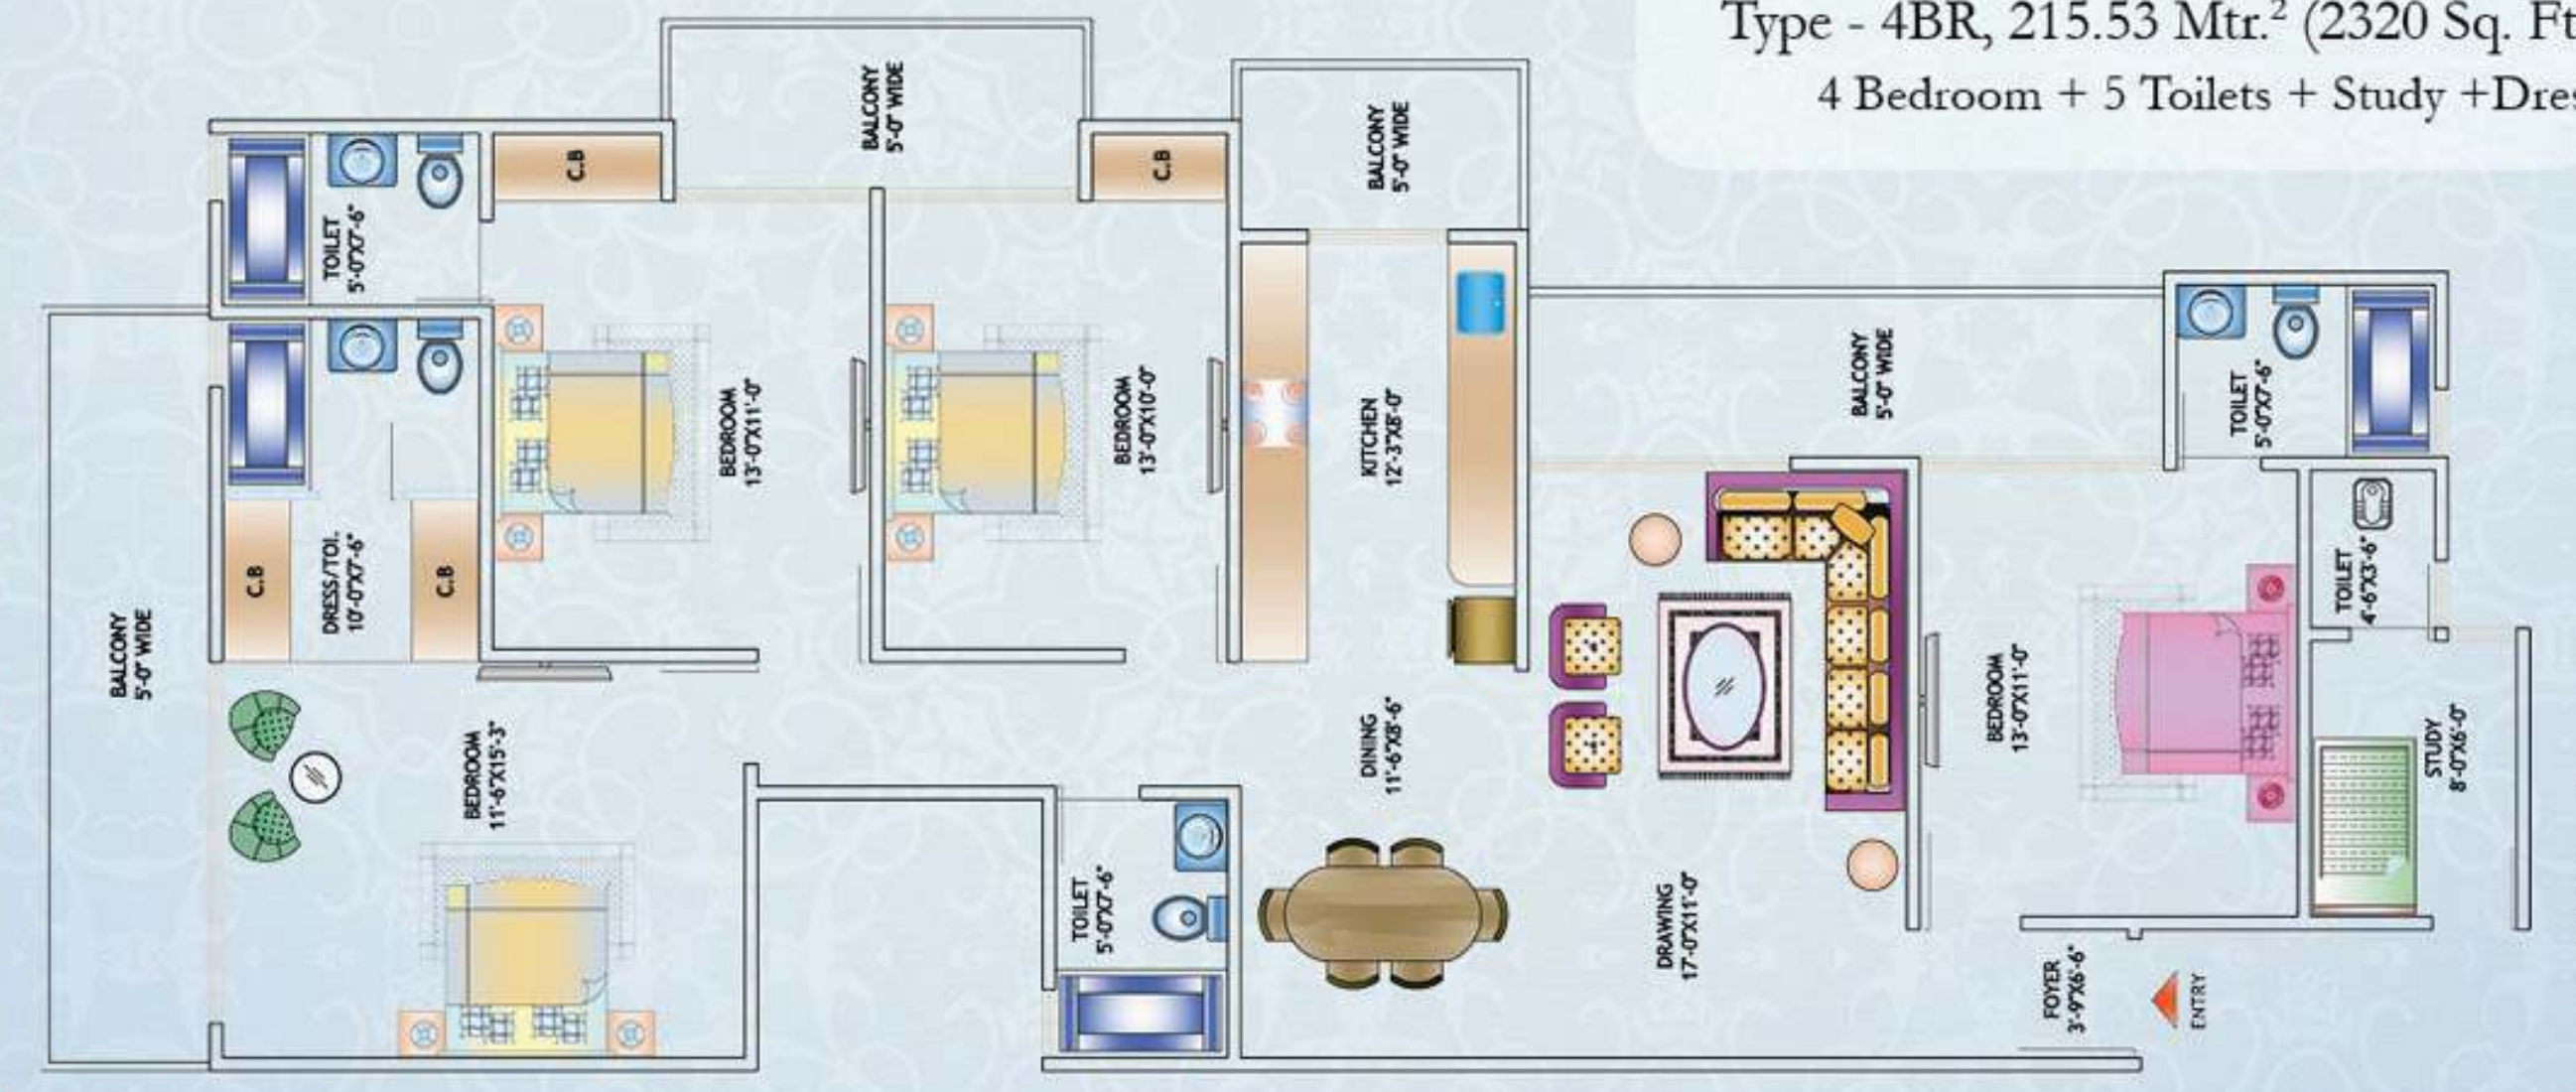 Type - 4BR, 215.53 Mtr.² (2320 Sq. Ft
4 Bedroom + 5 Toilets + Study +Dres
BALCONY
5'-0" WIDE
BALCONY
5'-0" WIDE
C.B
C.B
TOILET
5'-0"X7'-6"
BALCONY
5'-0" WIDE
C.B
DRESS/TOI.
10'-0"X7'-6"
C.B
BEDROOM
13'-0"X11'-0"
BEDROOM
13'-0"X10'-0"
KITCHEN
12'-3"X8'-0"
BALCONY
5'-0" WIDE
TOILET
5'-0"X7'-6"
TOILET
4'-6"X3'-6"
BEDROOM
11'-6"X15'-3"
DINING
11'-6"X8'-6"
BEDROOM
13'-0"X11'-0"
STUDY
8'-0"X6'-0"
TOILET
5'-0"X7'-6"
DRAWING
17'-0"X11'-0"
FOYER
3'-9"X6'-6"
ENTRY